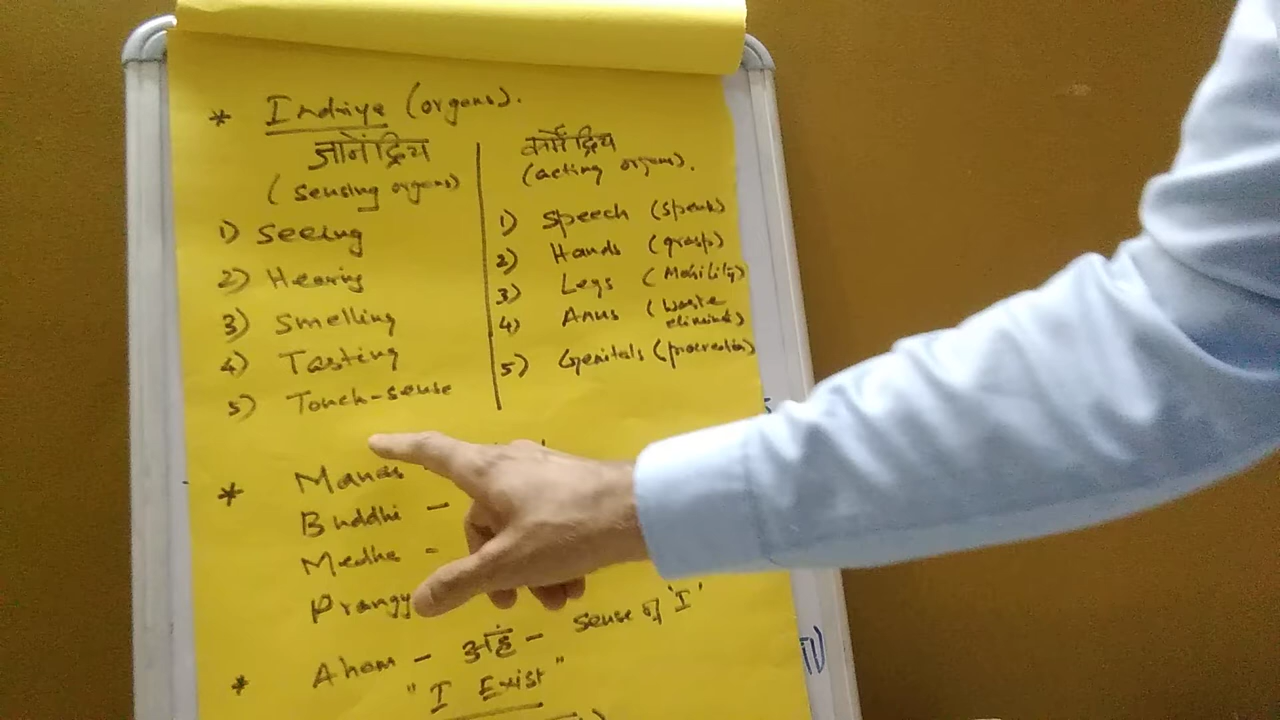 * Indriya (organs).
ज्ञानेंद्रिय
(sensing organs)
1) Seeing
2) Hearing
3) Smelling
4) Tasting
5) Touch-sense
कर्मेंद्रिय
(acting organs).
1) Speech (speak)
2) Hands (grasp)
3) Legs (Mobility)
4) Anus (waste
eliminat)
5) Genitals (procreation)
* Manas -
Buddhi -
Medha -
Prangy
* Aham - अहं - sense of 'I'
"I Exist"